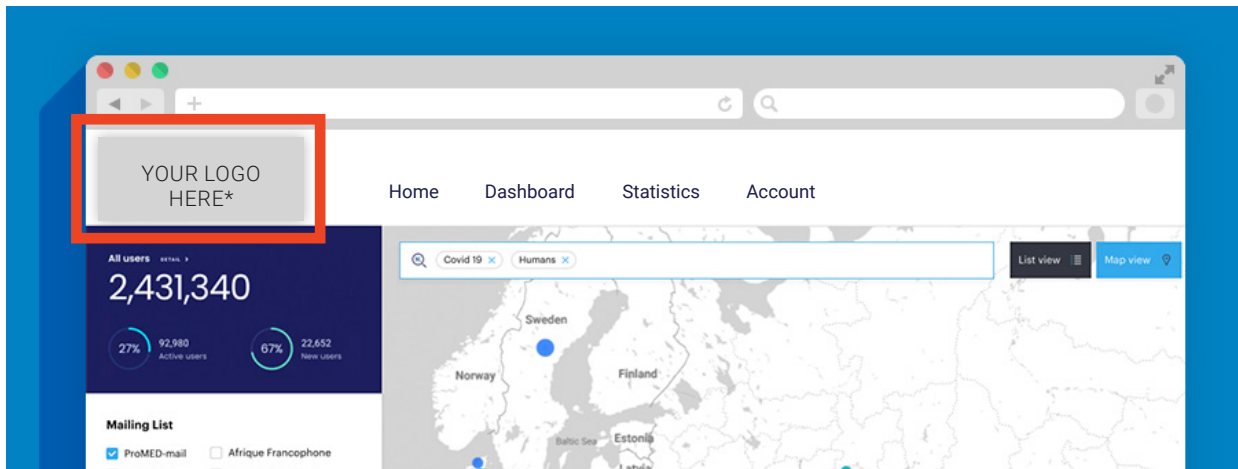 YOUR LOGO
HERE*
Home Dashboard Statistics Account
All users DETAIL >
2,431,340
27% 92,980
Active users
67% 22,652
New users
Mailing List
ProMED-mail Afrique Francophone
Covid 19 × Humans ×
List view Map view
Sweden
Norway Finland
Baltic Sea Estonia
Latvia